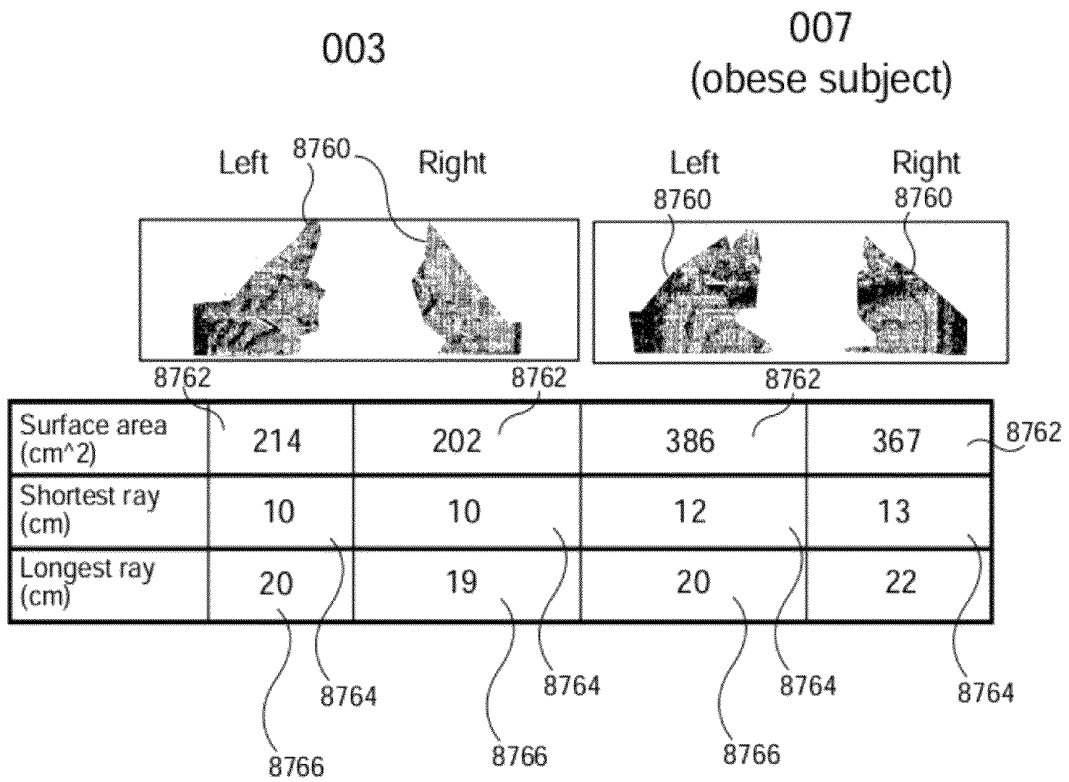 003
007
(obese subject)
Left
8760
Right
Left
Right
8760
8760
8762
8762
8762
Surface area
(cm^2)
214
202
386
367
8762
Shortest ray
(cm)
10
10
12
13
Longest ray
(cm)
20
19
20
22
8764
8764
8764
8764
8766
8766
8766